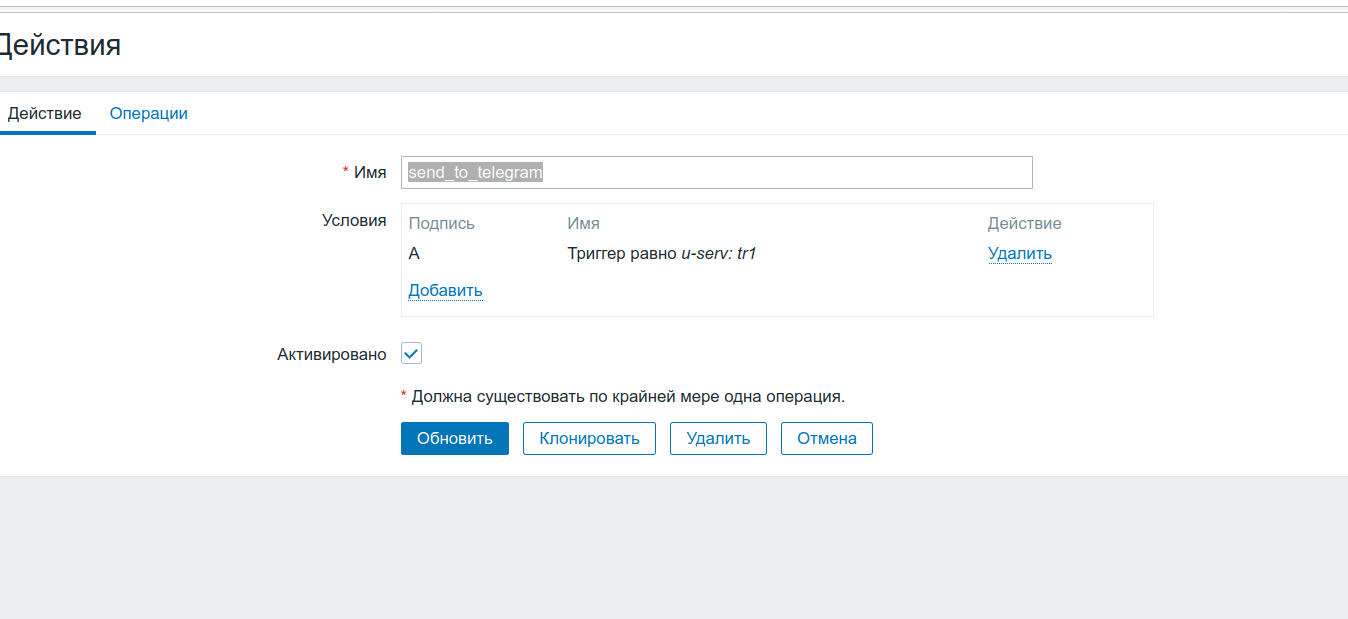 Действия
Действие Операции
* Имя send_to_telegram
Условия Подпись Имя Действие
A Триггер равно u-serv: tr1 Удалить
Добавить
Активировано
* Должна существовать по крайней мере одна операция.
Обновить Клонировать Удалить Отмена